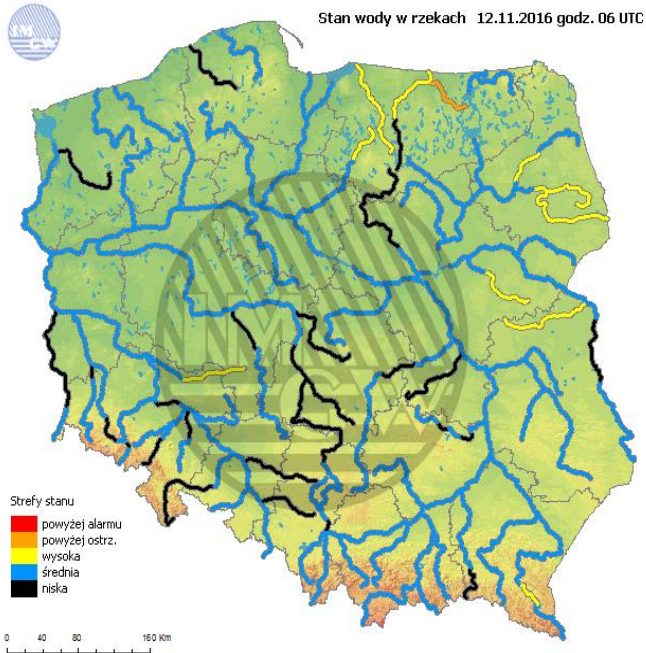 Stan wody w rzekach 12.11.2016 godz. 06 UTC
IMGW
Strefy stanu
powyżej alarmu
powyżej ostrz.
wysoka
średnia
niska
0 40 80 160 Km